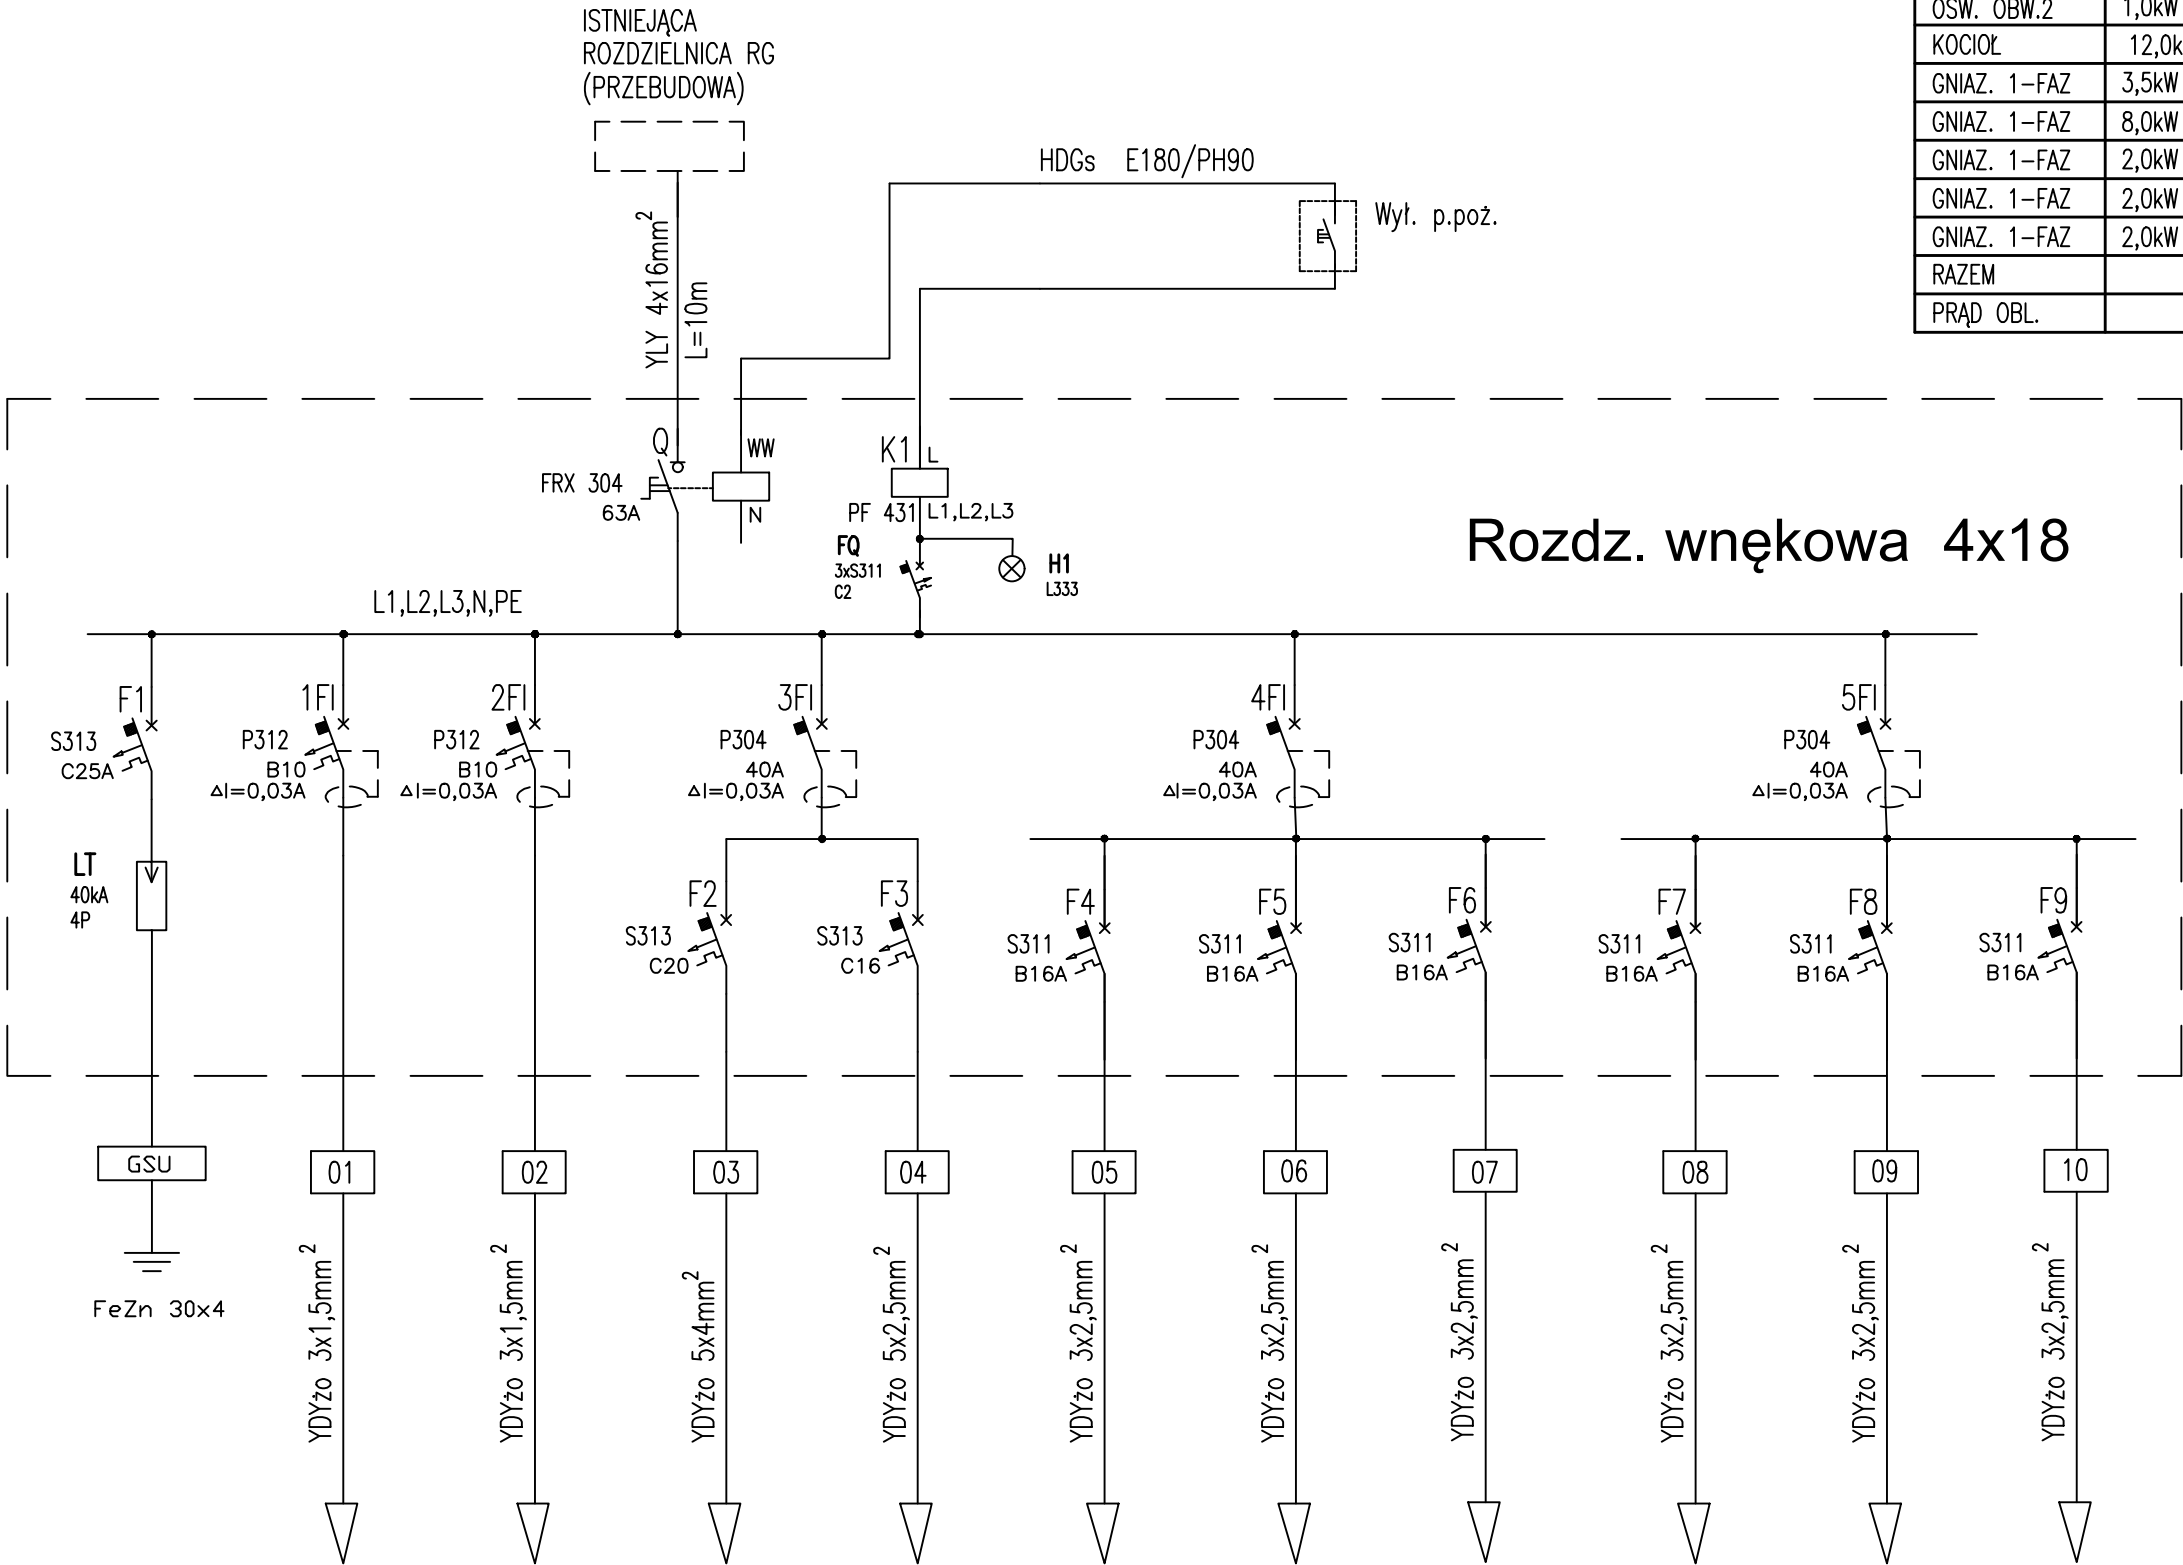 ISTNIEJĄCA
ROZDZIELNICA RG
(PRZEBUDOWA)
OŚW. OBW.2 1,0kW
KOCIOŁ 12,0k
GNIAZ. 1-FAZ 3,5kW
GNIAZ. 1-FAZ 8,0kW
GNIAZ. 1-FAZ 2,0kW
GNIAZ. 1-FAZ 2,0kW
GNIAZ. 1-FAZ 2,0kW
RAZEM
PRĄD OBL.
HDGs E180/PH90
Wył. p.poż.
YLY 4x16mm²
L=10m
Q
FRX 304
63A
WW
N
K1
L
PF 431
L1,L2,L3
FQ
3xS311
C2
H1
L333
Rozdz. wnękowa 4x18
L1,L2,L3,N,PE
F1
S313
C25A
1FI
P312
B10
ΔI=0,03A
2FI
P312
B10
ΔI=0,03A
3FI
P304
40A
ΔI=0,03A
4FI
P304
40A
ΔI=0,03A
5FI
P304
40A
ΔI=0,03A
LT
40kA
4P
F2
S313
C20
F3
S313
C16
F4
S311
B16A
F5
S311
B16A
F6
S311
B16A
F7
S311
B16A
F8
S311
B16A
F9
S311
B16A
GSU
01
02
03
04
05
06
07
08
09
10
FeZn 30x4
YDYżo 3x1,5mm²
YDYżo 3x1,5mm²
YDYżo 5x4mm²
YDYżo 5x2,5mm²
YDYżo 3x2,5mm²
YDYżo 3x2,5mm²
YDYżo 3x2,5mm²
YDYżo 3x2,5mm²
YDYżo 3x2,5mm²
YDYżo 3x2,5mm²